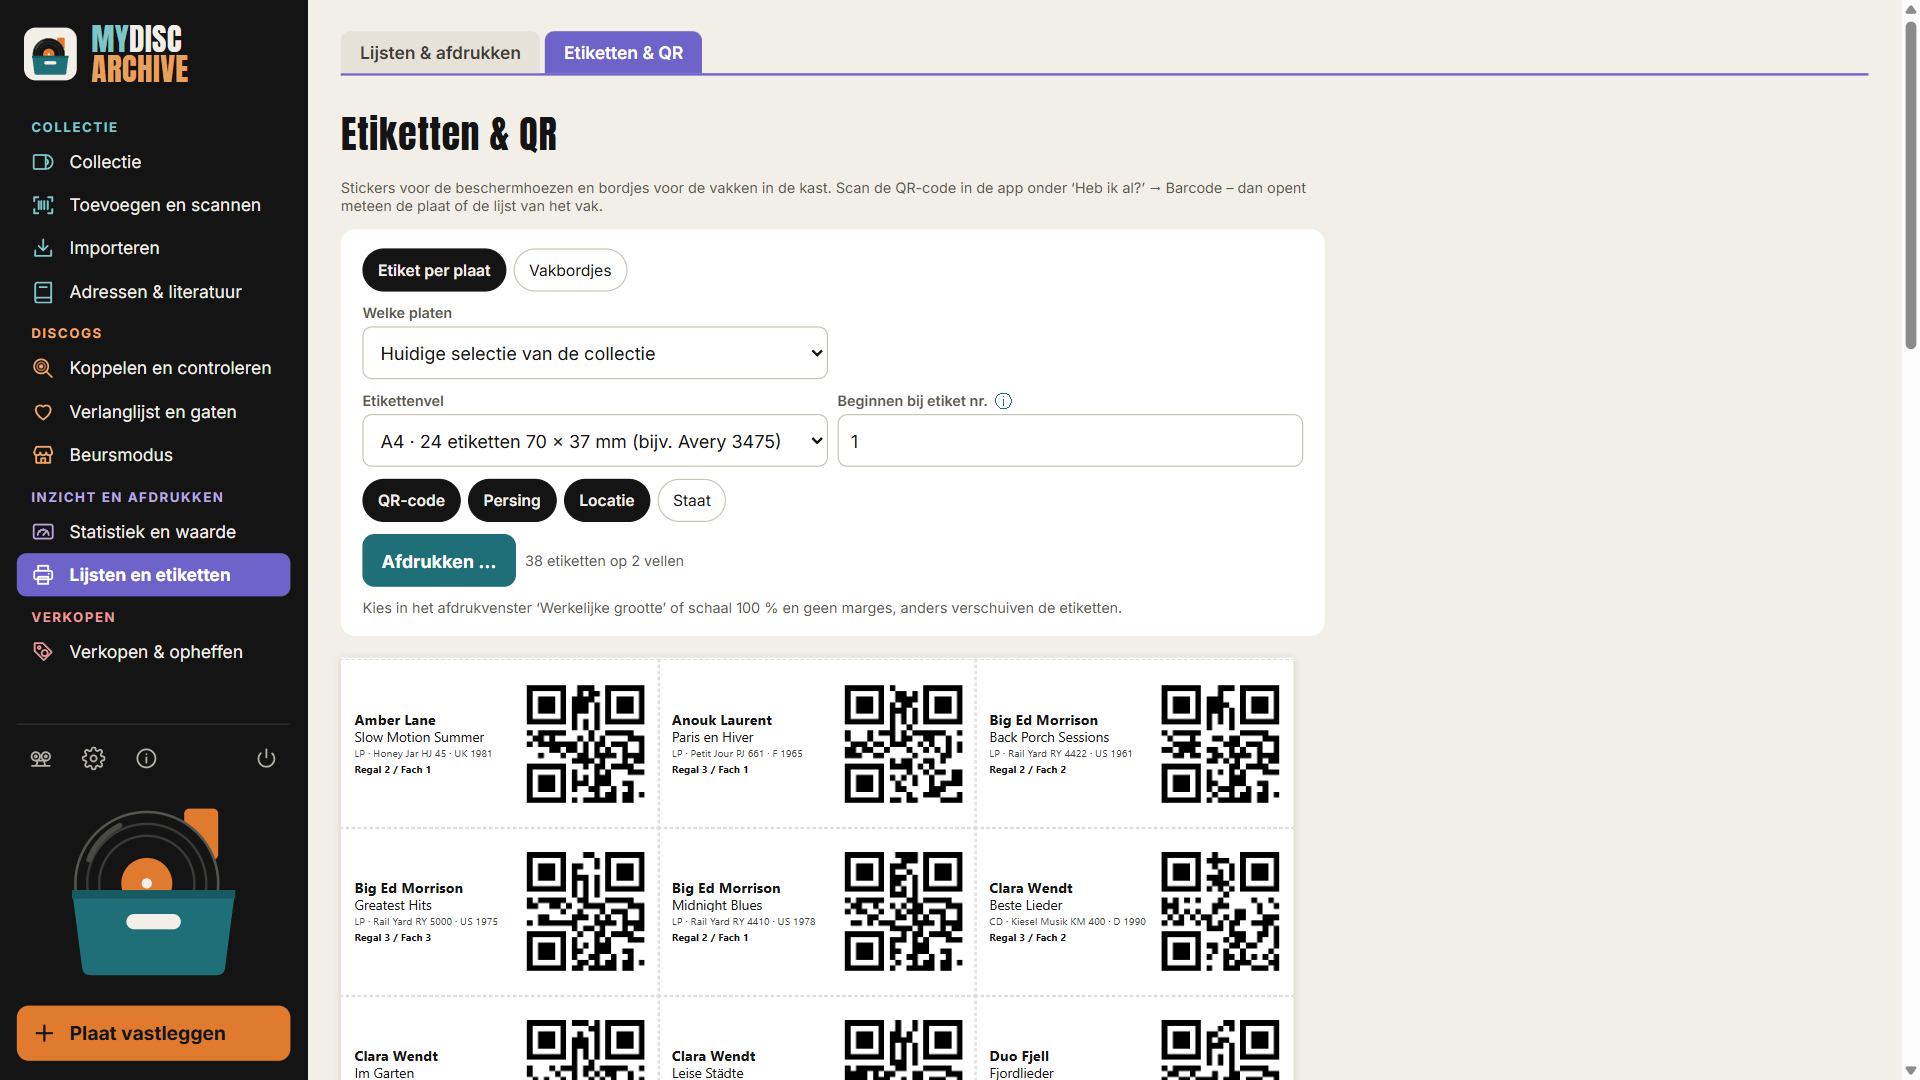 MYDISC
ARCHIVE
COLLECTIE
Collectie
Toevoegen en scannen
Importeren
Adressen & literatuur
DISCOGS
Koppelen en controleren
Verlanglijst en gaten
Beursmodus
INZICHT EN AFDRUKKEN
Statistiek en waarde
Lijsten en etiketten
VERKOPEN
Verkopen & opheffen
Plaat vastleggen
Lijsten & afdrukken
Etiketten & QR
Etiketten & QR
Stickers voor de beschermhoezen en bordjes voor de vakken in de kast. Scan de QR-code in de app onder ‘Heb ik al?’ → Barcode – dan opent
meteen de plaat of de lijst van het vak.
Etiket per plaat
Vakbordjes
Welke platen
Huidige selectie van de collectie
Etikettenvel
Beginnen bij etiket nr.
A4 · 24 etiketten 70 × 37 mm (bijv. Avery 3475)
1
QR-code
Persing
Locatie
Staat
Afdrukken ...
38 etiketten op 2 vellen
Kies in het afdrukvenster ‘Werkelijke grootte’ of schaal 100 % en geen marges, anders verschuiven de etiketten.
Amber Lane
Slow Motion Summer
LP · Honey Jar HJ 45 · UK 1981
Regal 2 / Fach 1
Anouk Laurent
Paris en Hiver
LP · Petit Jour PJ 661 · F 1965
Regal 3 / Fach 1
Big Ed Morrison
Back Porch Sessions
LP · Rail Yard RY 4422 · US 1961
Regal 2 / Fach 2
Big Ed Morrison
Greatest Hits
LP · Rail Yard RY 5000 · US 1975
Regal 3 / Fach 3
Big Ed Morrison
Midnight Blues
LP · Rail Yard RY 4410 · US 1978
Regal 2 / Fach 1
Clara Wendt
Beste Lieder
CD · Kiesel Musik KM 400 · D 1990
Regal 3 / Fach 2
Clara Wendt
Im Garten
Clara Wendt
Leise Städte
Duo Fjell
Fjordlieder